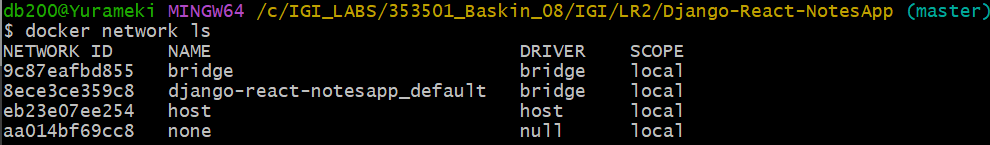 db200@Yurameki MINGW64 /c/IGI_LABS/353501_Baskin_08/IGI/LR2/Django-React-NotesApp (master)
$ docker network ls
NETWORK ID     NAME                            DRIVER    SCOPE
9c87eafbd855   bridge                          bridge    local
8ece3ce359c8   django-react-notesapp_default   bridge    local
eb23e07ee254   host                            host      local
aa014bf69cc8   none                            null      local